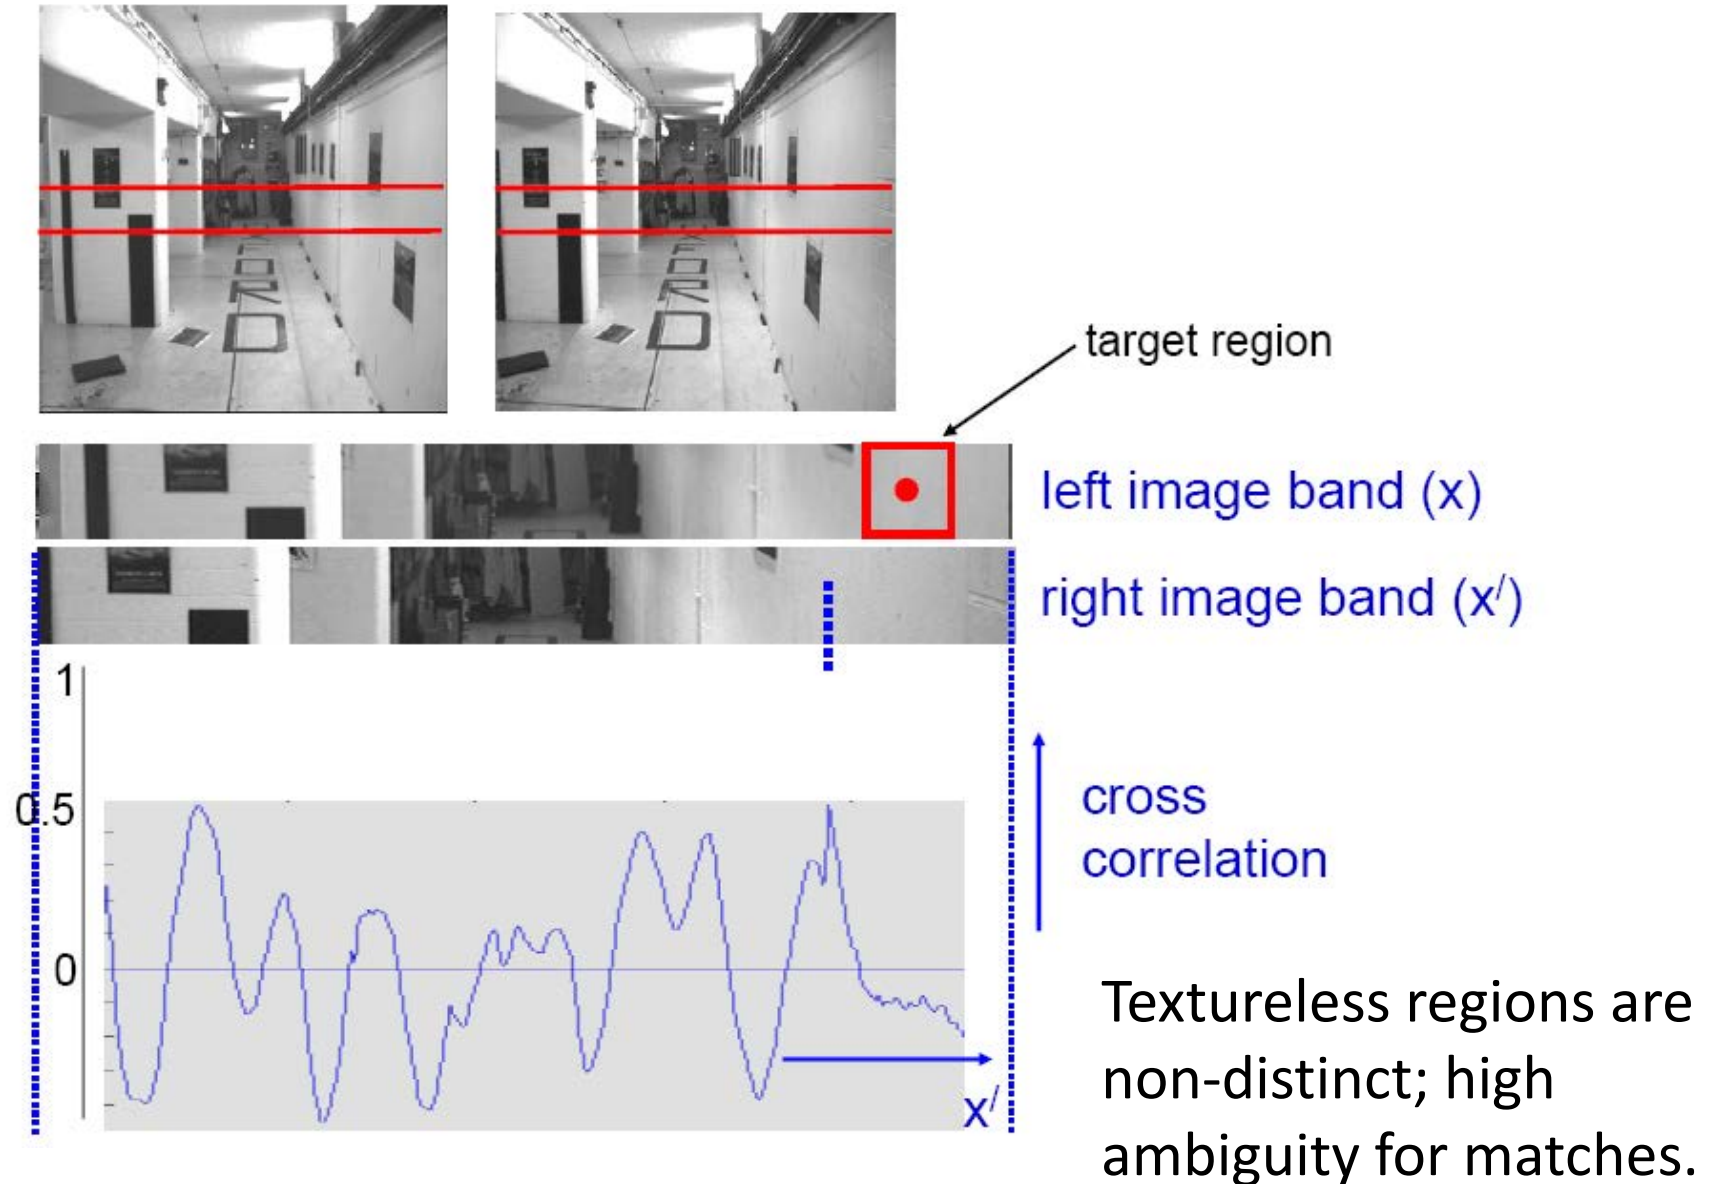 target region
left image band (x)
right image band (x/)
1
0.5
0
cross
correlation
x/
Textureless regions are
non-distinct; high
ambiguity for matches.